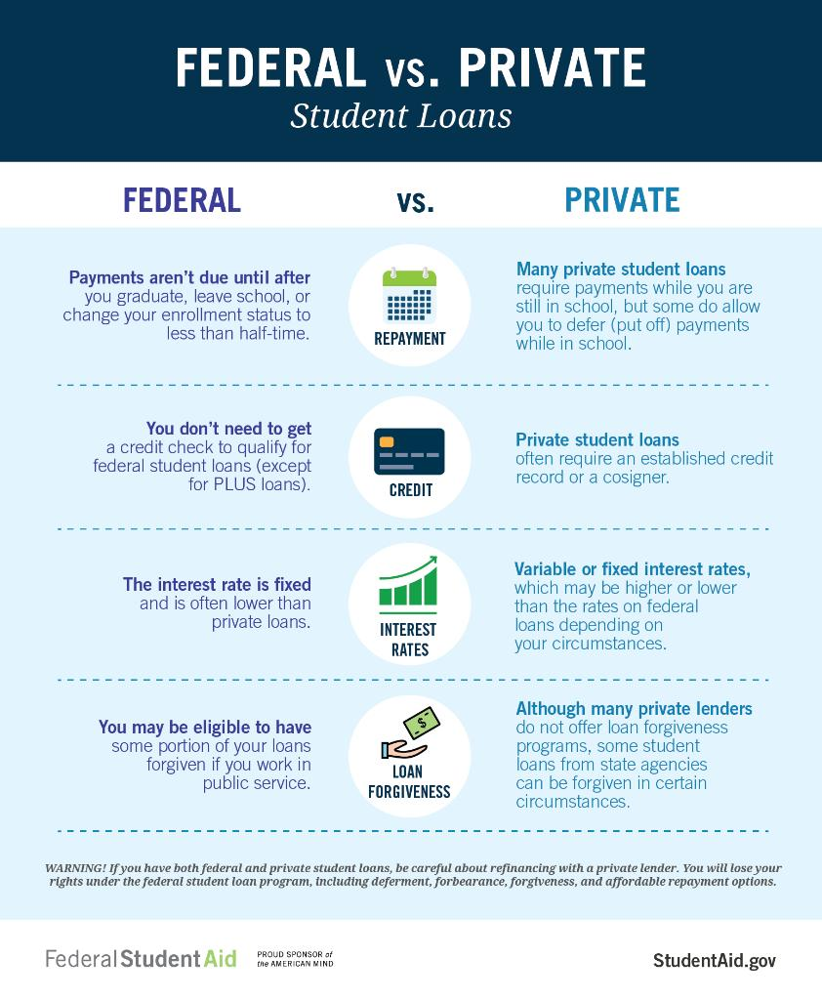 FEDERAL vs. PRIVATE
Student Loans
FEDERAL
vs.
PRIVATE
Payments aren't due until after
you graduate, leave school, or
change your enrollment status to
less than half-time.
REPAYMENT
Many private student loans
require payments while you are
still in school, but some do allow
you to defer (put off) payments
while in school.
You don't need to get
a credit check to qualify for
federal student loans (except
for PLUS loans).
CREDIT
Private student loans
often require an established credit
record or a cosigner.
The interest rate is fixed
and is often lower than
private loans.
INTEREST
RATES
Variable or fixed interest rates,
which may be higher or lower
than the rates on federal
loans depending on
your circumstances.
You may be eligible to have
some portion of your loans
forgiven if you work in
public service.
$
LOAN
FORGIVENESS
Although many private lenders
do not offer loan forgiveness
programs, some student
loans from state agencies
can be forgiven in certain
circumstances.
WARNING! If you have both federal and private student loans, be careful about refinancing with a private lender. You will lose your
rights under the federal student loan program, including deferment, forbearance, forgiveness, and affordable repayment options.
Federal Student Aid
PROUD SPONSOR of
the AMERICAN MIND
StudentAid.gov